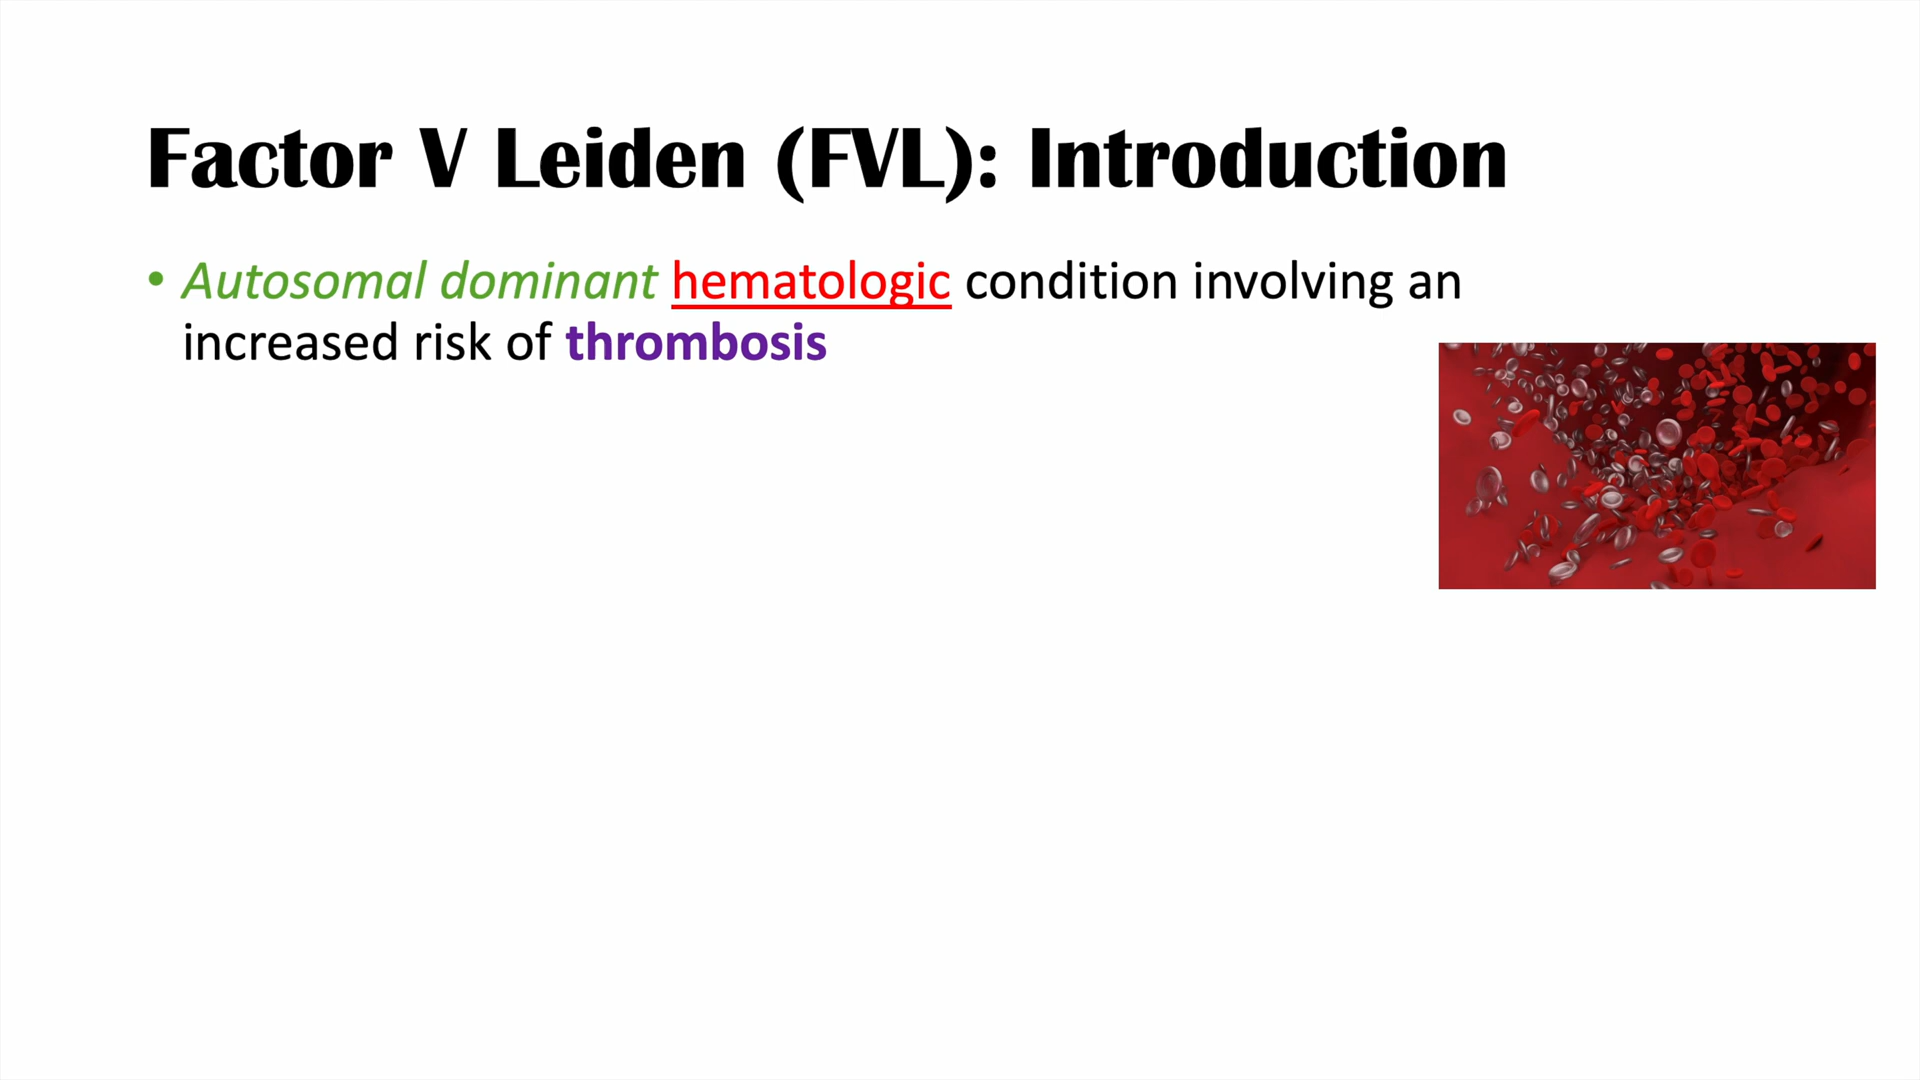 Factor V Leiden (FVL): Introduction
• Autosomal dominant hematologic condition involving an
increased risk of thrombosis